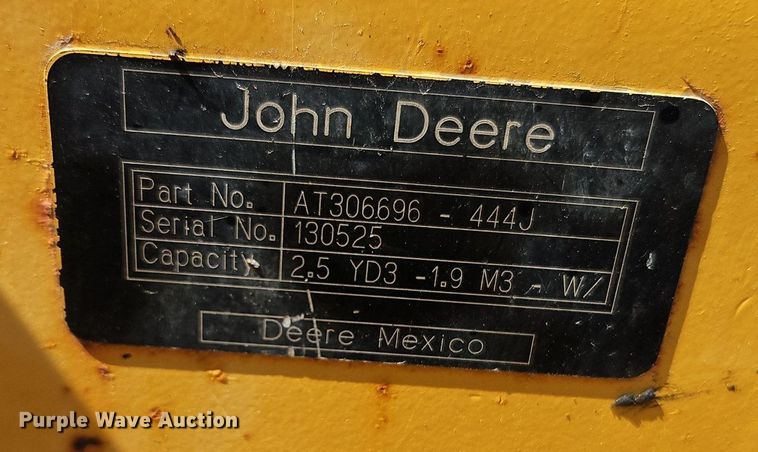 John Deere
Part No. AT306696 - 444J
Serial No. 130525
Capacity 2.5 YD3 -1.9 M3 - W/
Deere Mexico
Purple Wave Auction